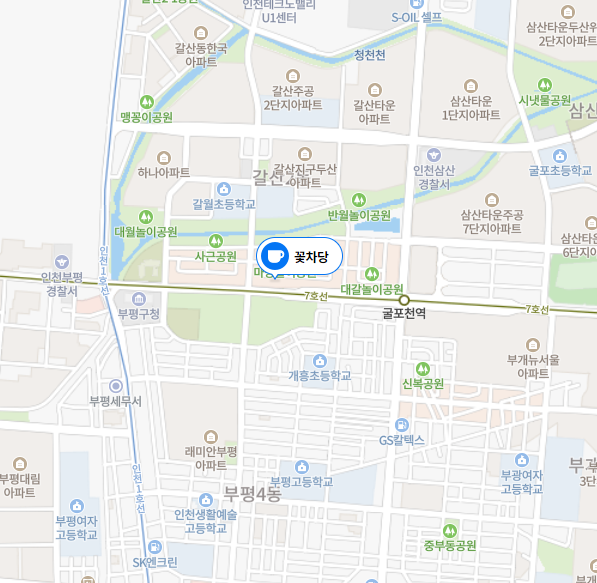 인천테크노밸리
U1센터
S-OIL 셀프
삼산타운두산위
2단지아파트
갈산동한국
아파트
청천천
갈산주공
2단지아파트
갈산타운
아파트
삼산타운
1단지아파트
시냇물공원
맹꽁이공원
하나아파트
갈산지구두산
아파트
인천삼산
경찰서
굴포초등학교
갈월초등학교
반월놀이공원
삼산타운주공
7단지아파트
대월놀이공원
사근공원
꽃차당
삼산타운
6단지
인천1호선
인천북평
경찰서
대갈놀이공원
7호선
굴포천역
7호선
부평구청
개흥초등학교
부개뉴서울
아파트
신복공원
부평세무서
GS칼텍스
래미안부평
아파트
부평대림
아파트
인천1호선
부평고등학교
부광여자
고등학교
3단
부평4동
부평여자
고등학교
인천생활예술
고등학교
중부동공원
SK엔크린